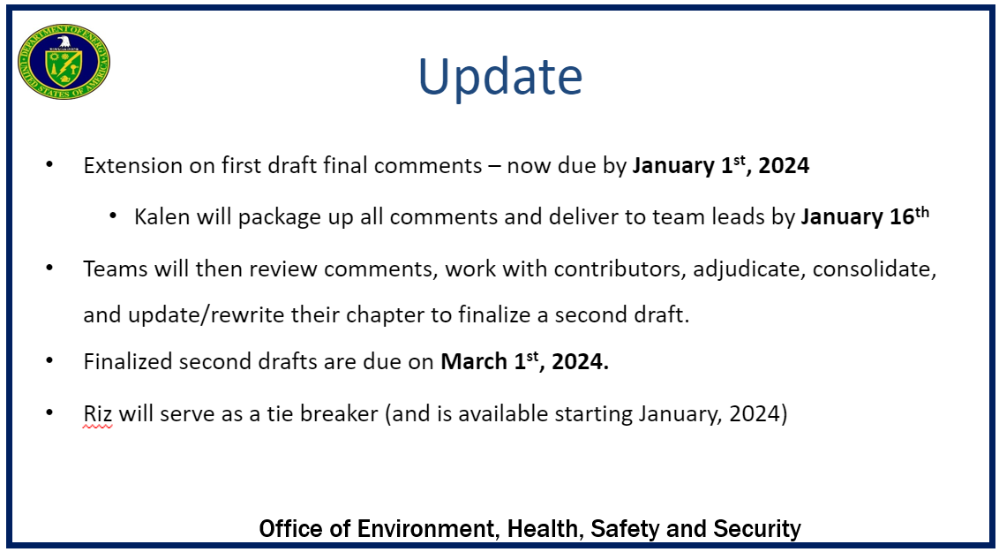 DEPARTMENT OF ENERGY
UNITED STATES OF AMERICA
Update
• Extension on first draft final comments – now due by January 1st, 2024
• Kalen will package up all comments and deliver to team leads by January 16th
• Teams will then review comments, work with contributors, adjudicate, consolidate,
and update/rewrite their chapter to finalize a second draft.
• Finalized second drafts are due on March 1st, 2024.
• Riz will serve as a tie breaker (and is available starting January, 2024)
Office of Environment, Health, Safety and Security